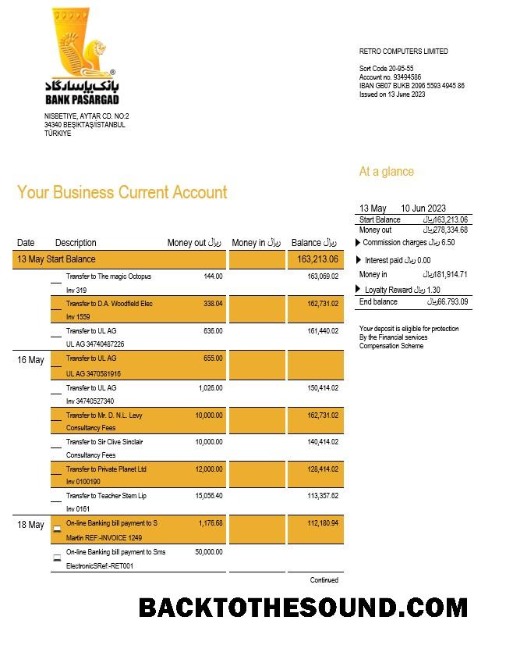 بانک پاسارگاد
BANK PASARGAD
NISBETIYE, AYTAR CD. NO:2
34340 BEŞIKTAŞ/ISTANBUL
TÜRKIYE
RETRO COMPUTERS LIMITED
Sort Code 20-95-55
Account no. 93494586
IBAN GB07 BUKB 2096 5593 4945 86
Issued on 13 June 2023
At a glance
13 May 10 Jun 2023
Start Balance ﷼163,213.06
Money out ﷼278,334.68
Commission charges ﷼ 6.50
Interest paid ﷼ 0.00
Money in ﷼181,914.71
Loyalty Reward ﷼ 1.30
End balance ﷼66.793.09
Your deposit is eligible for protection
By the Financial services
Compensation Scheme
Your Business Current Account
Date Description Money out ﷼ Money in ﷼ Balance ﷼
13 May Start Balance 163,213.06
Transfer to The magic Octopus 144.00 163,069.02
Inv 319
Transfer to D.A. Woodfield Elec 338.04 162,731.02
Inv 1559
Transfer to UL AG 636.00 161,440.02
UL AG 34740487226
16 May Transfer to UL AG 655.00
UL AG 3470581916
Transfer to UL AG 1,026.00 150,414.02
Inv 34740527340
Transfer to Mr. D. N.L. Levy 10,000.00 162,731.02
Consultancy Fees
Transfer to Sir Clive Sinclair 10,000.00 140,414.02
Consultancy Fees
Transfer to Private Planet Ltd 12,000.00 128,414.02
Inv 0100190
Transfer to Teacher Stern Lip 15,056.40 113,357.62
Inv 0161
18 May On-line Banking bill payment to S 1,176.68 112,180.94
Martin REF:-INVOICE 1249
On-line Banking bill payment to Sms 50,000.00
ElectronicSRef:-RET001
Continued
BACKTOTHESOUND.COM